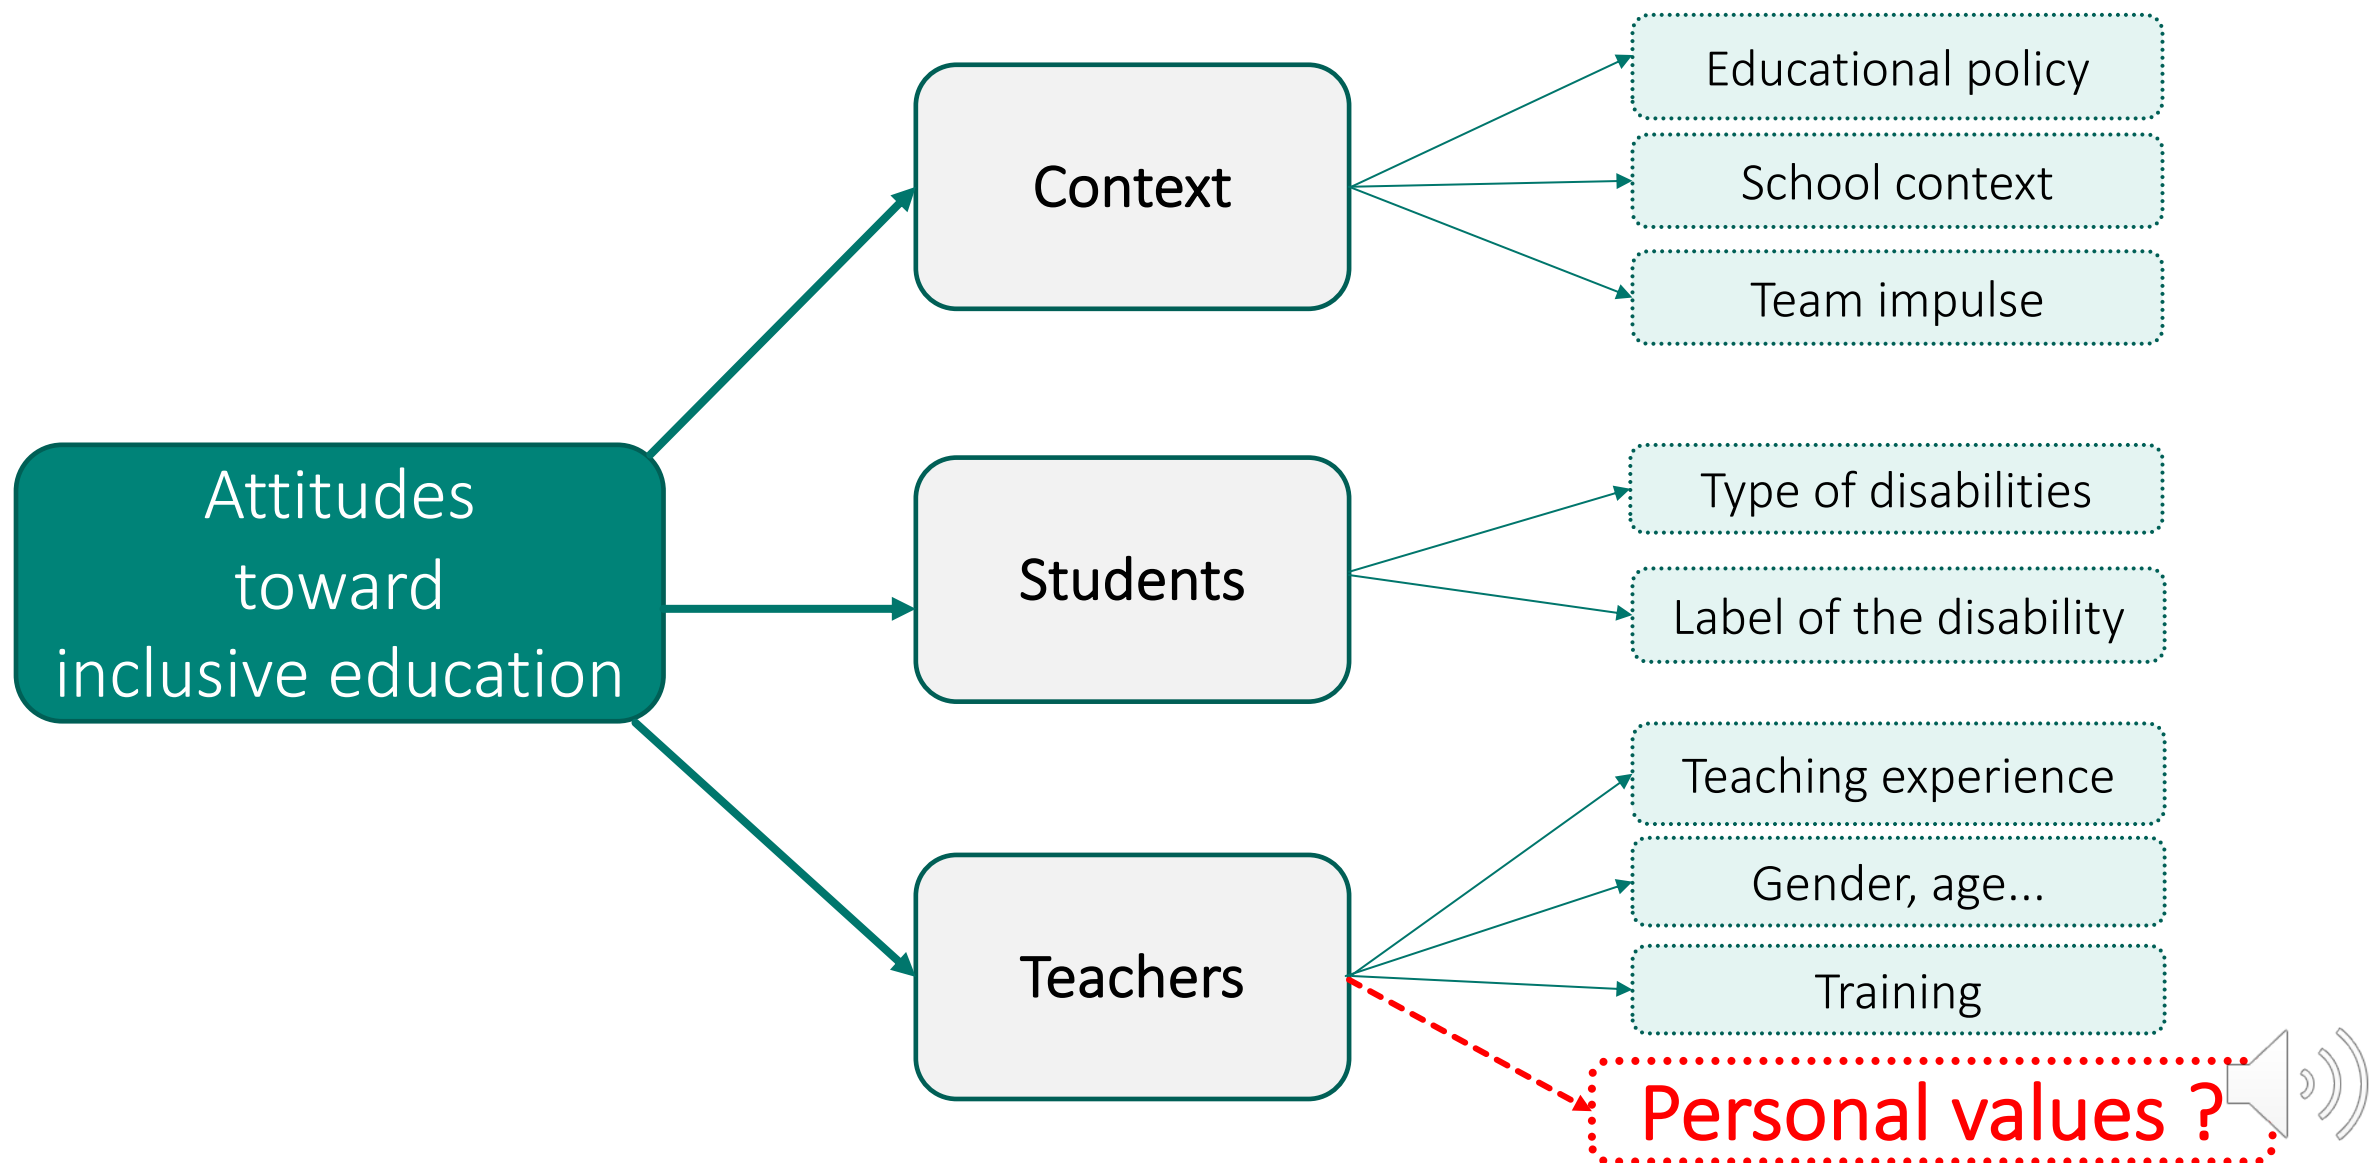 Attitudes
toward
inclusive education
Context
Educational policy
School context
Team impulse
Students
Type of disabilities
Label of the disability
Teachers
Teaching experience
Gender, age...
Training
Personal values ?